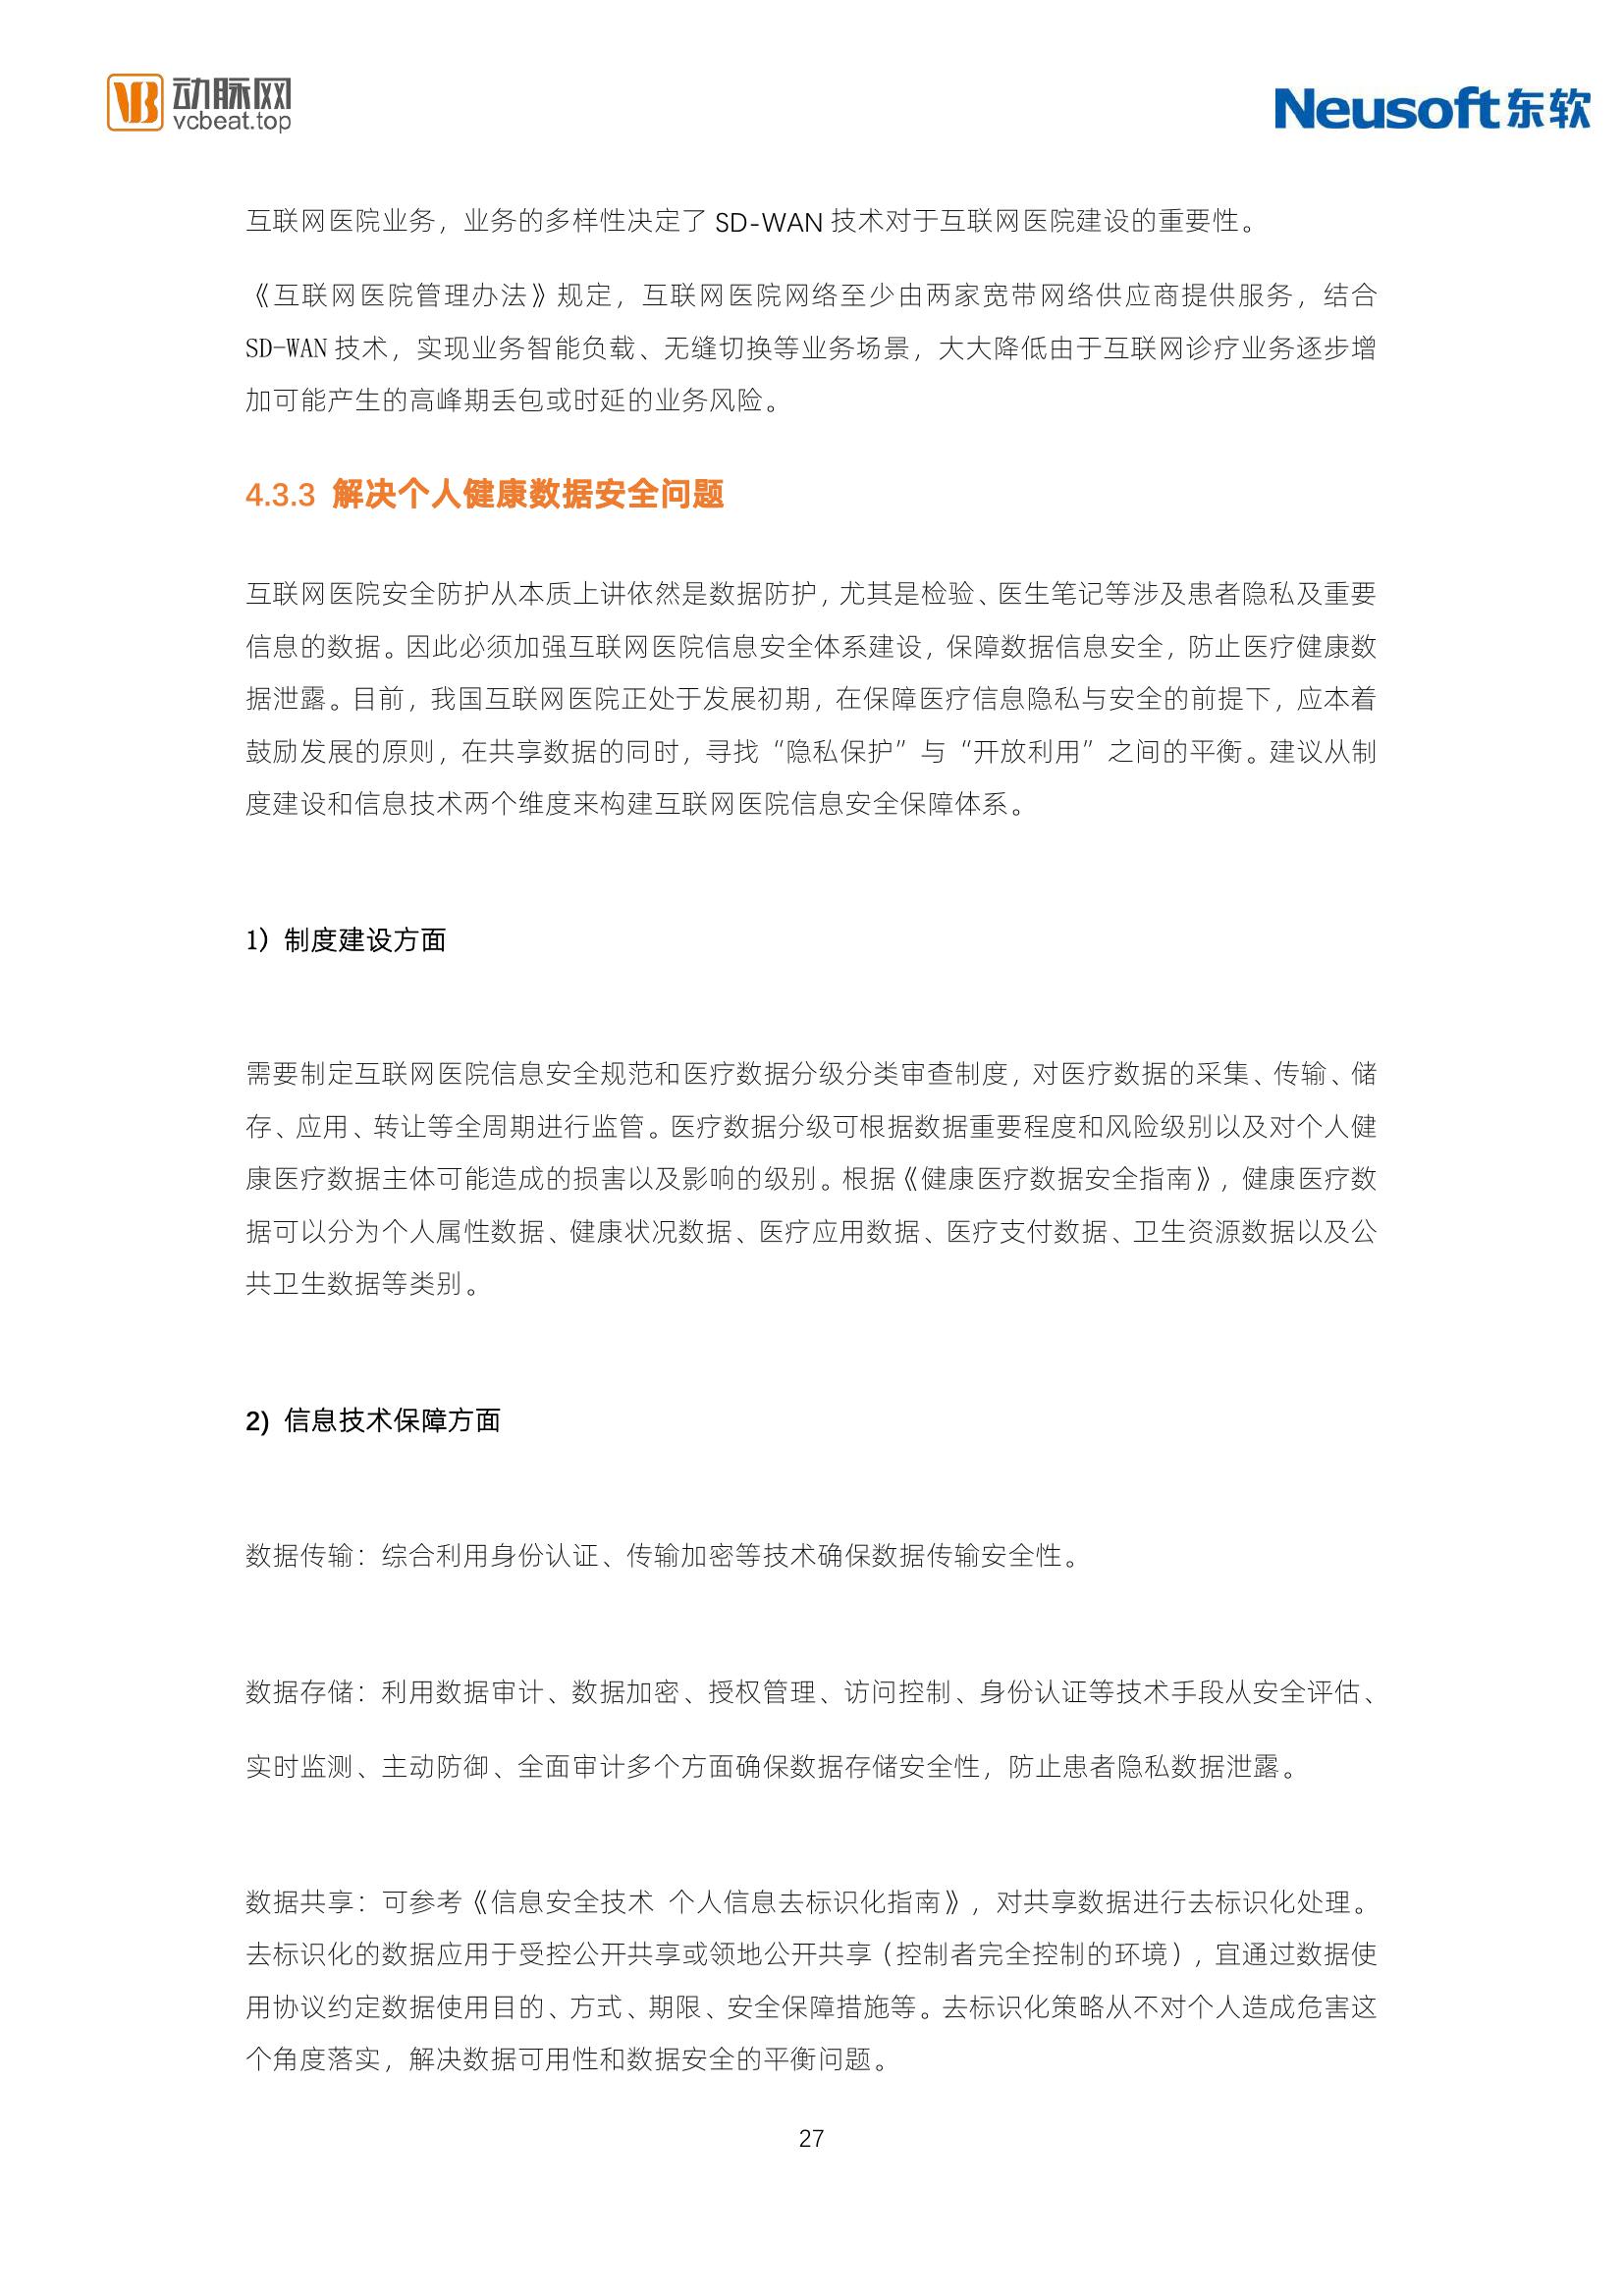 动脉网
vcbeat.top
Neusoft东软
互联网医院业务，业务的多样性决定了 SD-WAN 技术对于互联网医院建设的重要性。
《互联网医院管理办法》规定，互联网医院网络至少由两家宽带网络供应商提供服务，结合
SD-WAN 技术，实现业务智能负载、无缝切换等业务场景，大大降低由于互联网诊疗业务逐步增
加可能产生的高峰期丢包或时延的业务风险。
4.3.3 解决个人健康数据安全问题
互联网医院安全防护从本质上讲依然是数据防护，尤其是检验、医生笔记等涉及患者隐私及重要
信息的数据。因此必须加强互联网医院信息安全体系建设，保障数据信息安全，防止医疗健康数
据泄露。目前，我国互联网医院正处于发展初期，在保障医疗信息隐私与安全的前提下，应本着
鼓励发展的原则，在共享数据的同时，寻找“隐私保护”与“开放利用”之间的平衡。建议从制
度建设和信息技术两个维度来构建互联网医院信息安全保障体系。
1）制度建设方面
需要制定互联网医院信息安全规范和医疗数据分级分类审查制度，对医疗数据的采集、传输、储
存、应用、转让等全周期进行监管。医疗数据分级可根据数据重要程度和风险级别以及对个人健
康医疗数据主体可能造成的损害以及影响的级别。根据《健康医疗数据安全指南》，健康医疗数
据可以分为个人属性数据、健康状况数据、医疗应用数据、医疗支付数据、卫生资源数据以及公
共卫生数据等类别。
2) 信息技术保障方面
数据传输：综合利用身份认证、传输加密等技术确保数据传输安全性。
数据存储：利用数据审计、数据加密、授权管理、访问控制、身份认证等技术手段从安全评估、
实时监测、主动防御、全面审计多个方面确保数据存储安全性，防止患者隐私数据泄露。
数据共享：可参考《信息安全技术 个人信息去标识化指南》，对共享数据进行去标识化处理。
去标识化的数据应用于受控公开共享或领地公开共享（控制者完全控制的环境），宜通过数据使
用协议约定数据使用目的、方式、期限、安全保障措施等。去标识化策略从不对个人造成危害这
个角度落实，解决数据可用性和数据安全的平衡问题。
27